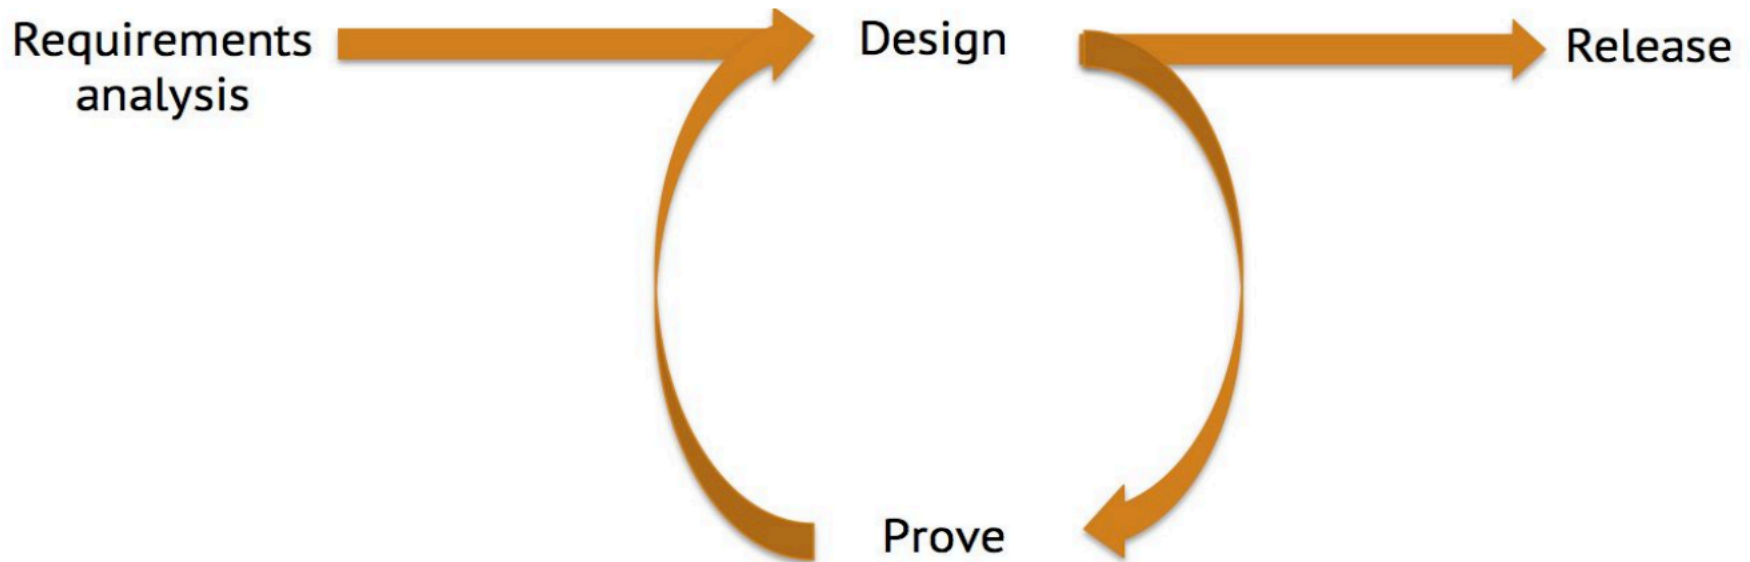 Requirements
analysis
Design
Release
Prove